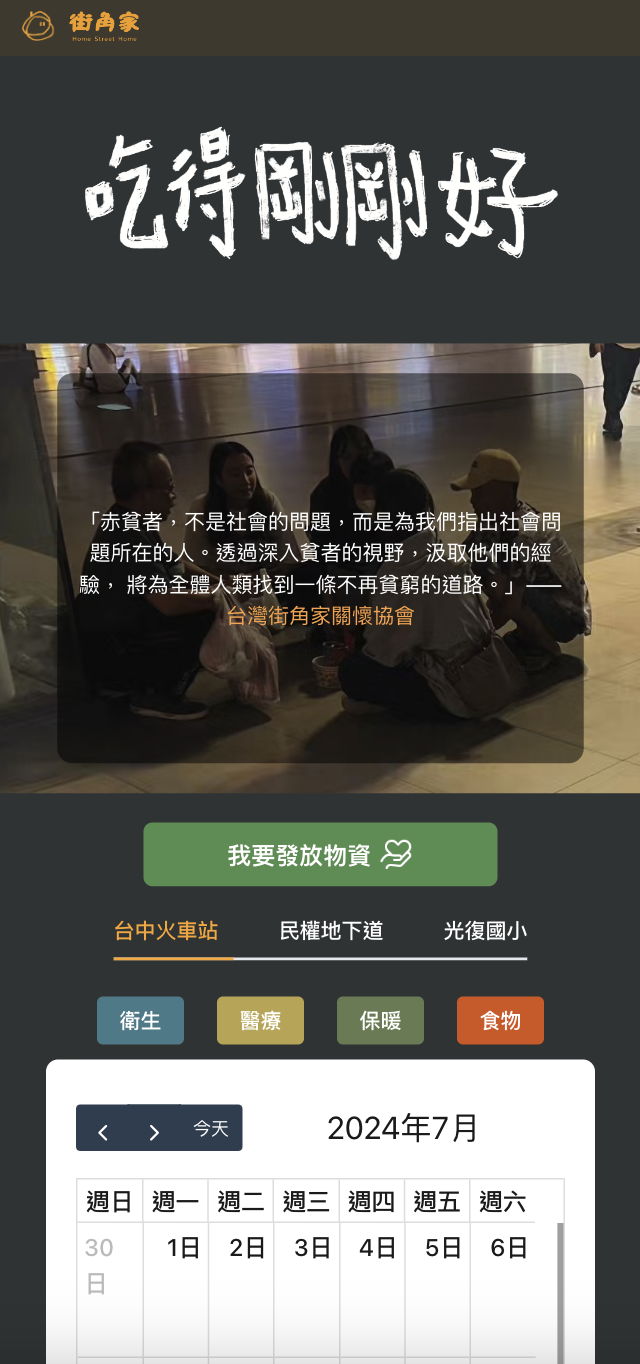 街角家
Home Street Home
吃得剛剛好
「赤貧者，不是社會的問題，而是為我們指出社會問
題所在的人。透過深入貧者的視野，汲取他們的經
驗， 將為全體人類找到一條不再貧窮的道路。」——
台灣街角家關懷協會
我要發放物資
台中火車站 民權地下道 光復國小
衛生 醫療 保暖 食物
今天 2024年7月
週日 週一 週二 週三 週四 週五 週六
30 1日 2日 3日 4日 5日 6日
日